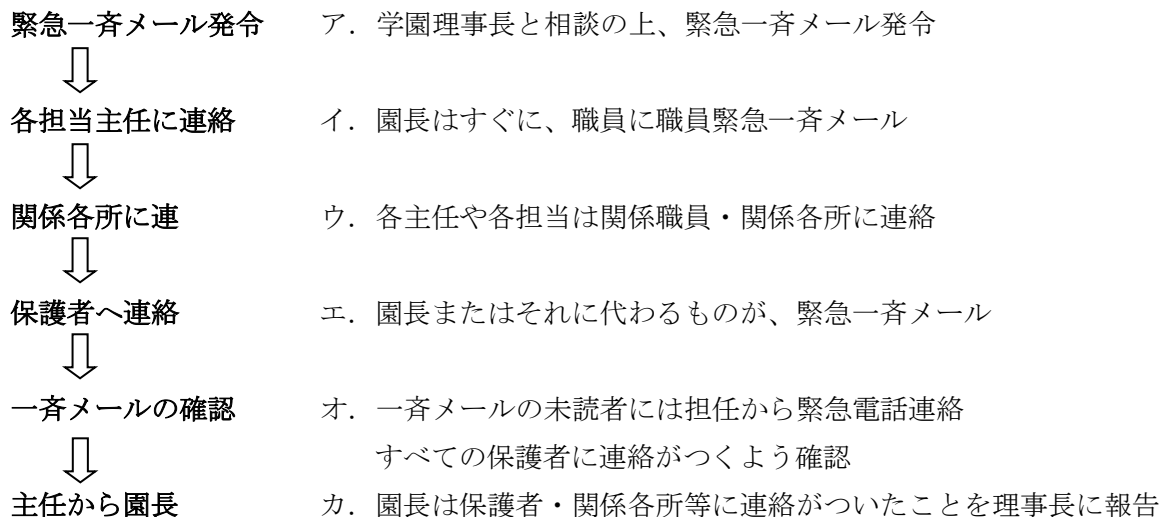 緊急一斉メール発令 ア．学園理事長と相談の上、緊急一斉メール発令
各担当主任に連絡 イ．園長はすぐに、職員に職員緊急一斉メール
関係各所に連 ウ．各主任や各担当は関係職員・関係各所に連絡
保護者へ連絡 エ．園長またはそれに代わるものが、緊急一斉メール
一斉メールの確認 オ．一斉メールの未読者には担任から緊急電話連絡
すべての保護者に連絡がつくよう確認
主任から園長 カ．園長は保護者・関係各所等に連絡がついたことを理事長に報告